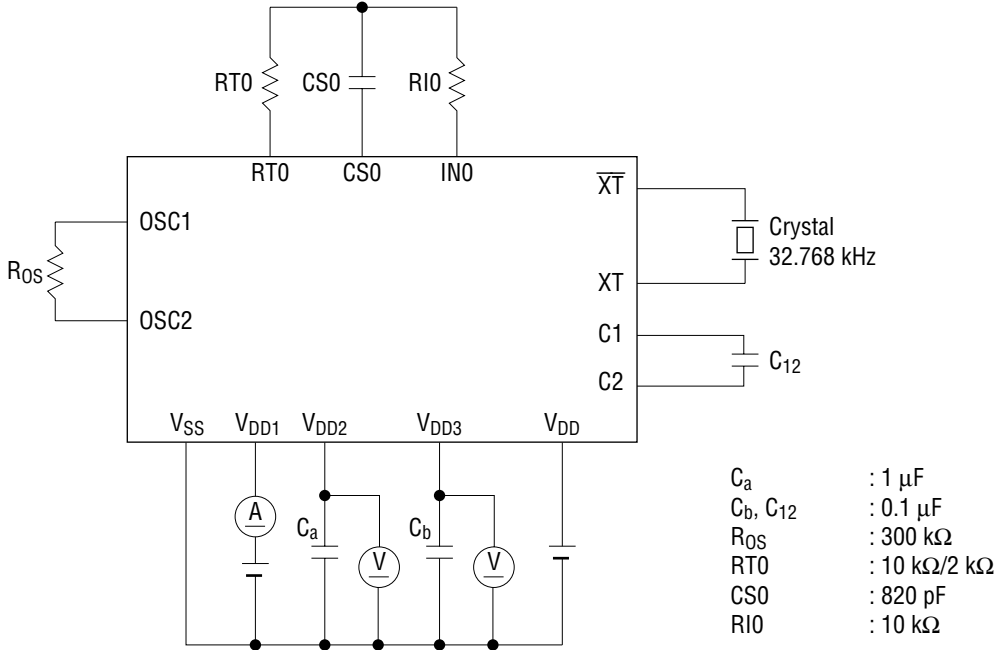 RT0 CS0 RI0
RT0 CS0 IN0
XT
OSC1
Crystal
32.768 kHz
ROS
XT
OSC2
C1
C12
C2
VSS VDD1 VDD2 VDD3 VDD
A Ca V Cb V
Ca : 1 μF
Cb, C12 : 0.1 μF
ROS : 300 kΩ
RT0 : 10 kΩ/2 kΩ
CS0 : 820 pF
RI0 : 10 kΩ